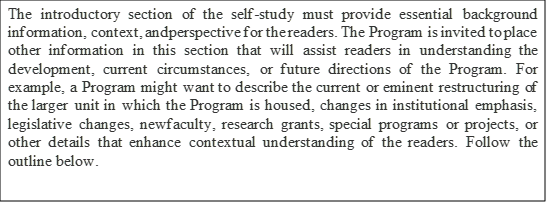 The introductory section of the self-study must provide essential background
information, context, andperspective for the readers. The Program is invited to place
other information in this section that will assist readers in understanding the
development, current circumstances, or future directions of the Program. For
example, a Program might want to describe the current or eminent restructuring of
the larger unit in which the Program is housed, changes in institutional emphasis,
legislative changes, newfaculty, research grants, special programs or projects, or
other details that enhance contextual understanding of the readers. Follow the
outline below.